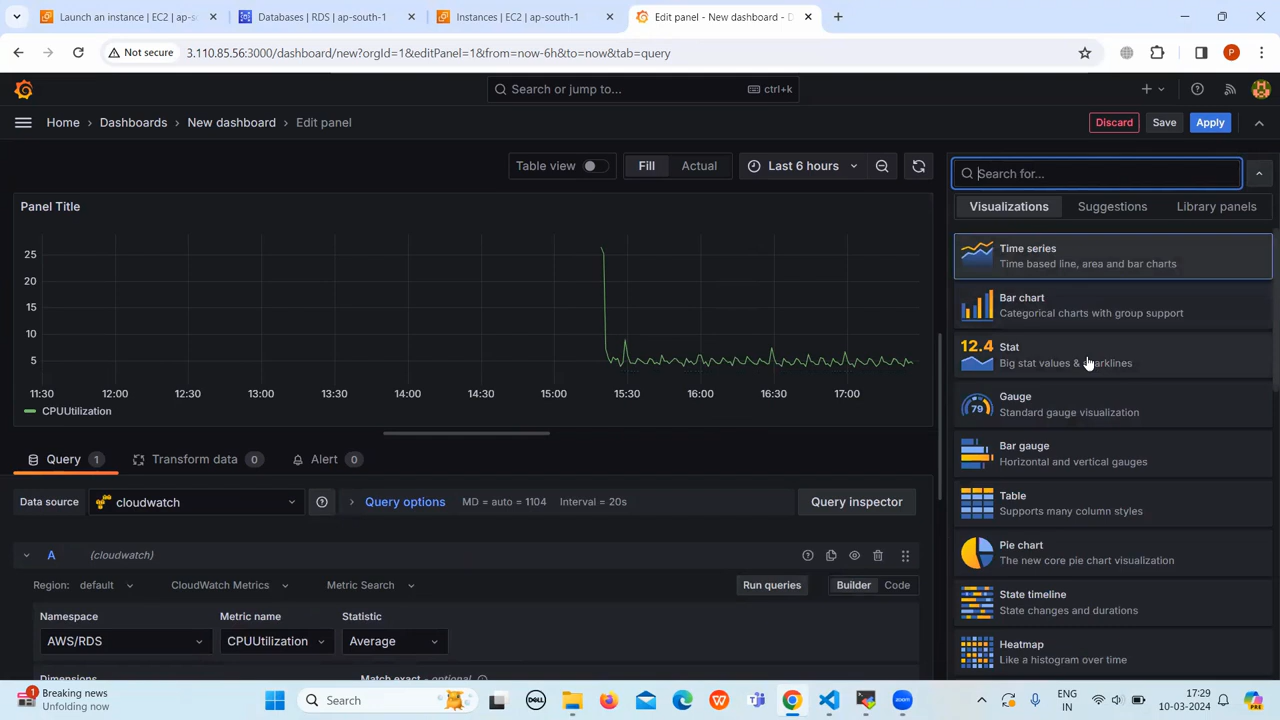 Launch an instance | EC2 | ap-south-1
Databases | RDS | ap-south-1
Instances | EC2 | ap-south-1
Edit panel - New dashboard - D
Not secure
3.110.85.56:3000/dashboard/new?orgId=1&editPanel=1&from=now-6h&to=now&tab=query
P
Search or jump to...
ctrl+k
Home > Dashboards > New dashboard > Edit panel
Discard
Save
Apply
Table view
Fill
Actual
Last 6 hours
Search for...
Visualizations
Suggestions
Library panels
Panel Title
25
20
15
10
5
11:30 12:00 12:30 13:00 13:30 14:00 14:30 15:00 15:30 16:00 16:30 17:00
CPUUtilization
Time series
Time based line, area and bar charts
Bar chart
Categorical charts with group support
12.4
Stat
Big stat values &
79
Gauge
Standard gauge visualization
Bar gauge
Horizontal and vertical gauges
Table
Supports many column styles
Pie chart
The new core pie chart visualization
State timeline
State changes and durations
Heatmap
Like a histogram over time
Query 1
Transform data 0
Alert 0
Data source
cloudwatch
Query options
MD = auto = 1104
Interval = 20s
Query inspector
A
(cloudwatch)
Region: default
CloudWatch Metrics
Metric Search
Run queries
Builder
Code
Namespace
Metric name
Statistic
AWS/RDS
CPUUtilization
Average
Dimensions
Match exact - optional
1
Breaking news
Unfolding now
Search
DELL
ENG
IN
17:29
10-03-2024
PRE